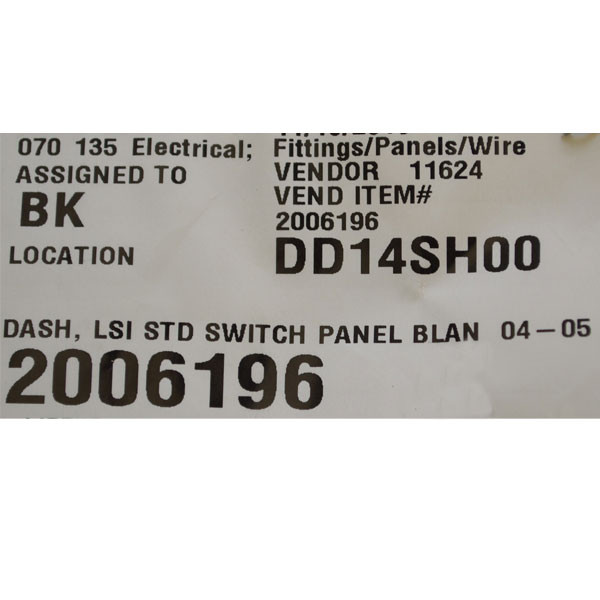 070 135 Electrical; Fittings/Panels/Wire
ASSIGNED TO VENDOR 11624
BK VEND ITEM#
2006196
LOCATION DD14SH00
DASH, LSI STD SWITCH PANEL BLAN 04-05
2006196